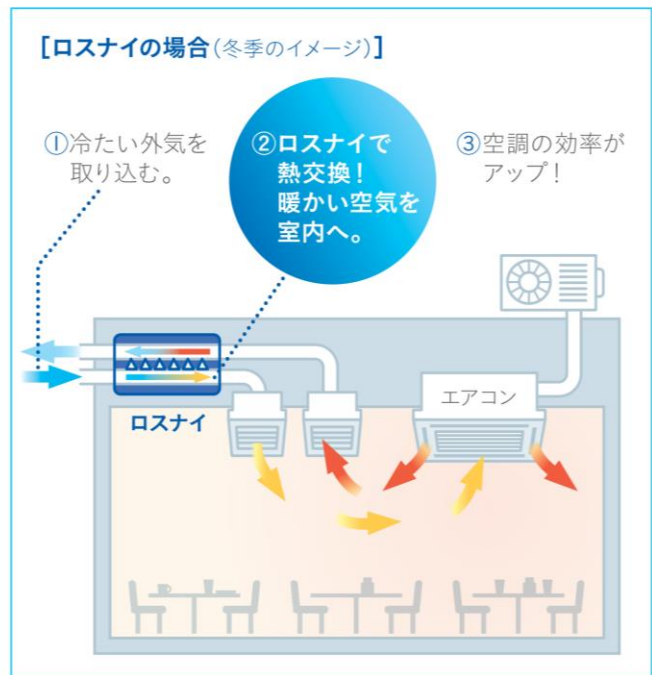 [ロスナイの場合(冬季のイメージ)]
①冷たい外気を
取り込む。
②ロスナイで
熱交換！
暖かい空気を
室内へ。
③空調の効率が
アップ！
エアコン
ロスナイ